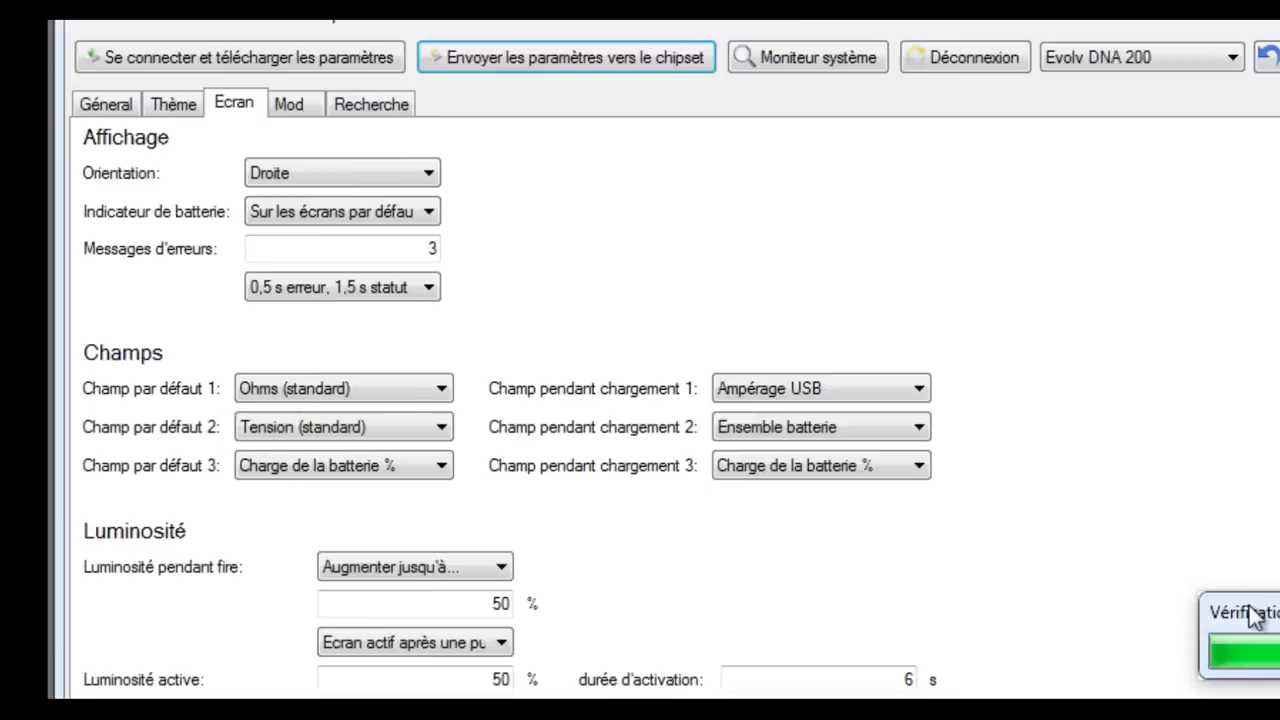 Se connecter et télécharger les paramètres Envoyer les paramètres vers le chipset Moniteur système Déconnexion Evolv DNA 200
Géneral Thème Ecran Mod Recherche
Affichage
Orientation: Droite
Indicateur de batterie: Sur les écrans par défau
Messages d'erreurs: 3
0,5 s erreur, 1,5 s statut
Champs
Champ par défaut 1: Ohms (standard) Champ pendant chargement 1: Ampérage USB
Champ par défaut 2: Tension (standard) Champ pendant chargement 2: Ensemble batterie
Champ par défaut 3: Charge de la batterie % Champ pendant chargement 3: Charge de la batterie %
Luminosité
Luminosité pendant fire: Augmenter jusqu'à...
50 %
Ecran actif après une pu
Luminosité active: 50 % durée d'activation: 6 s